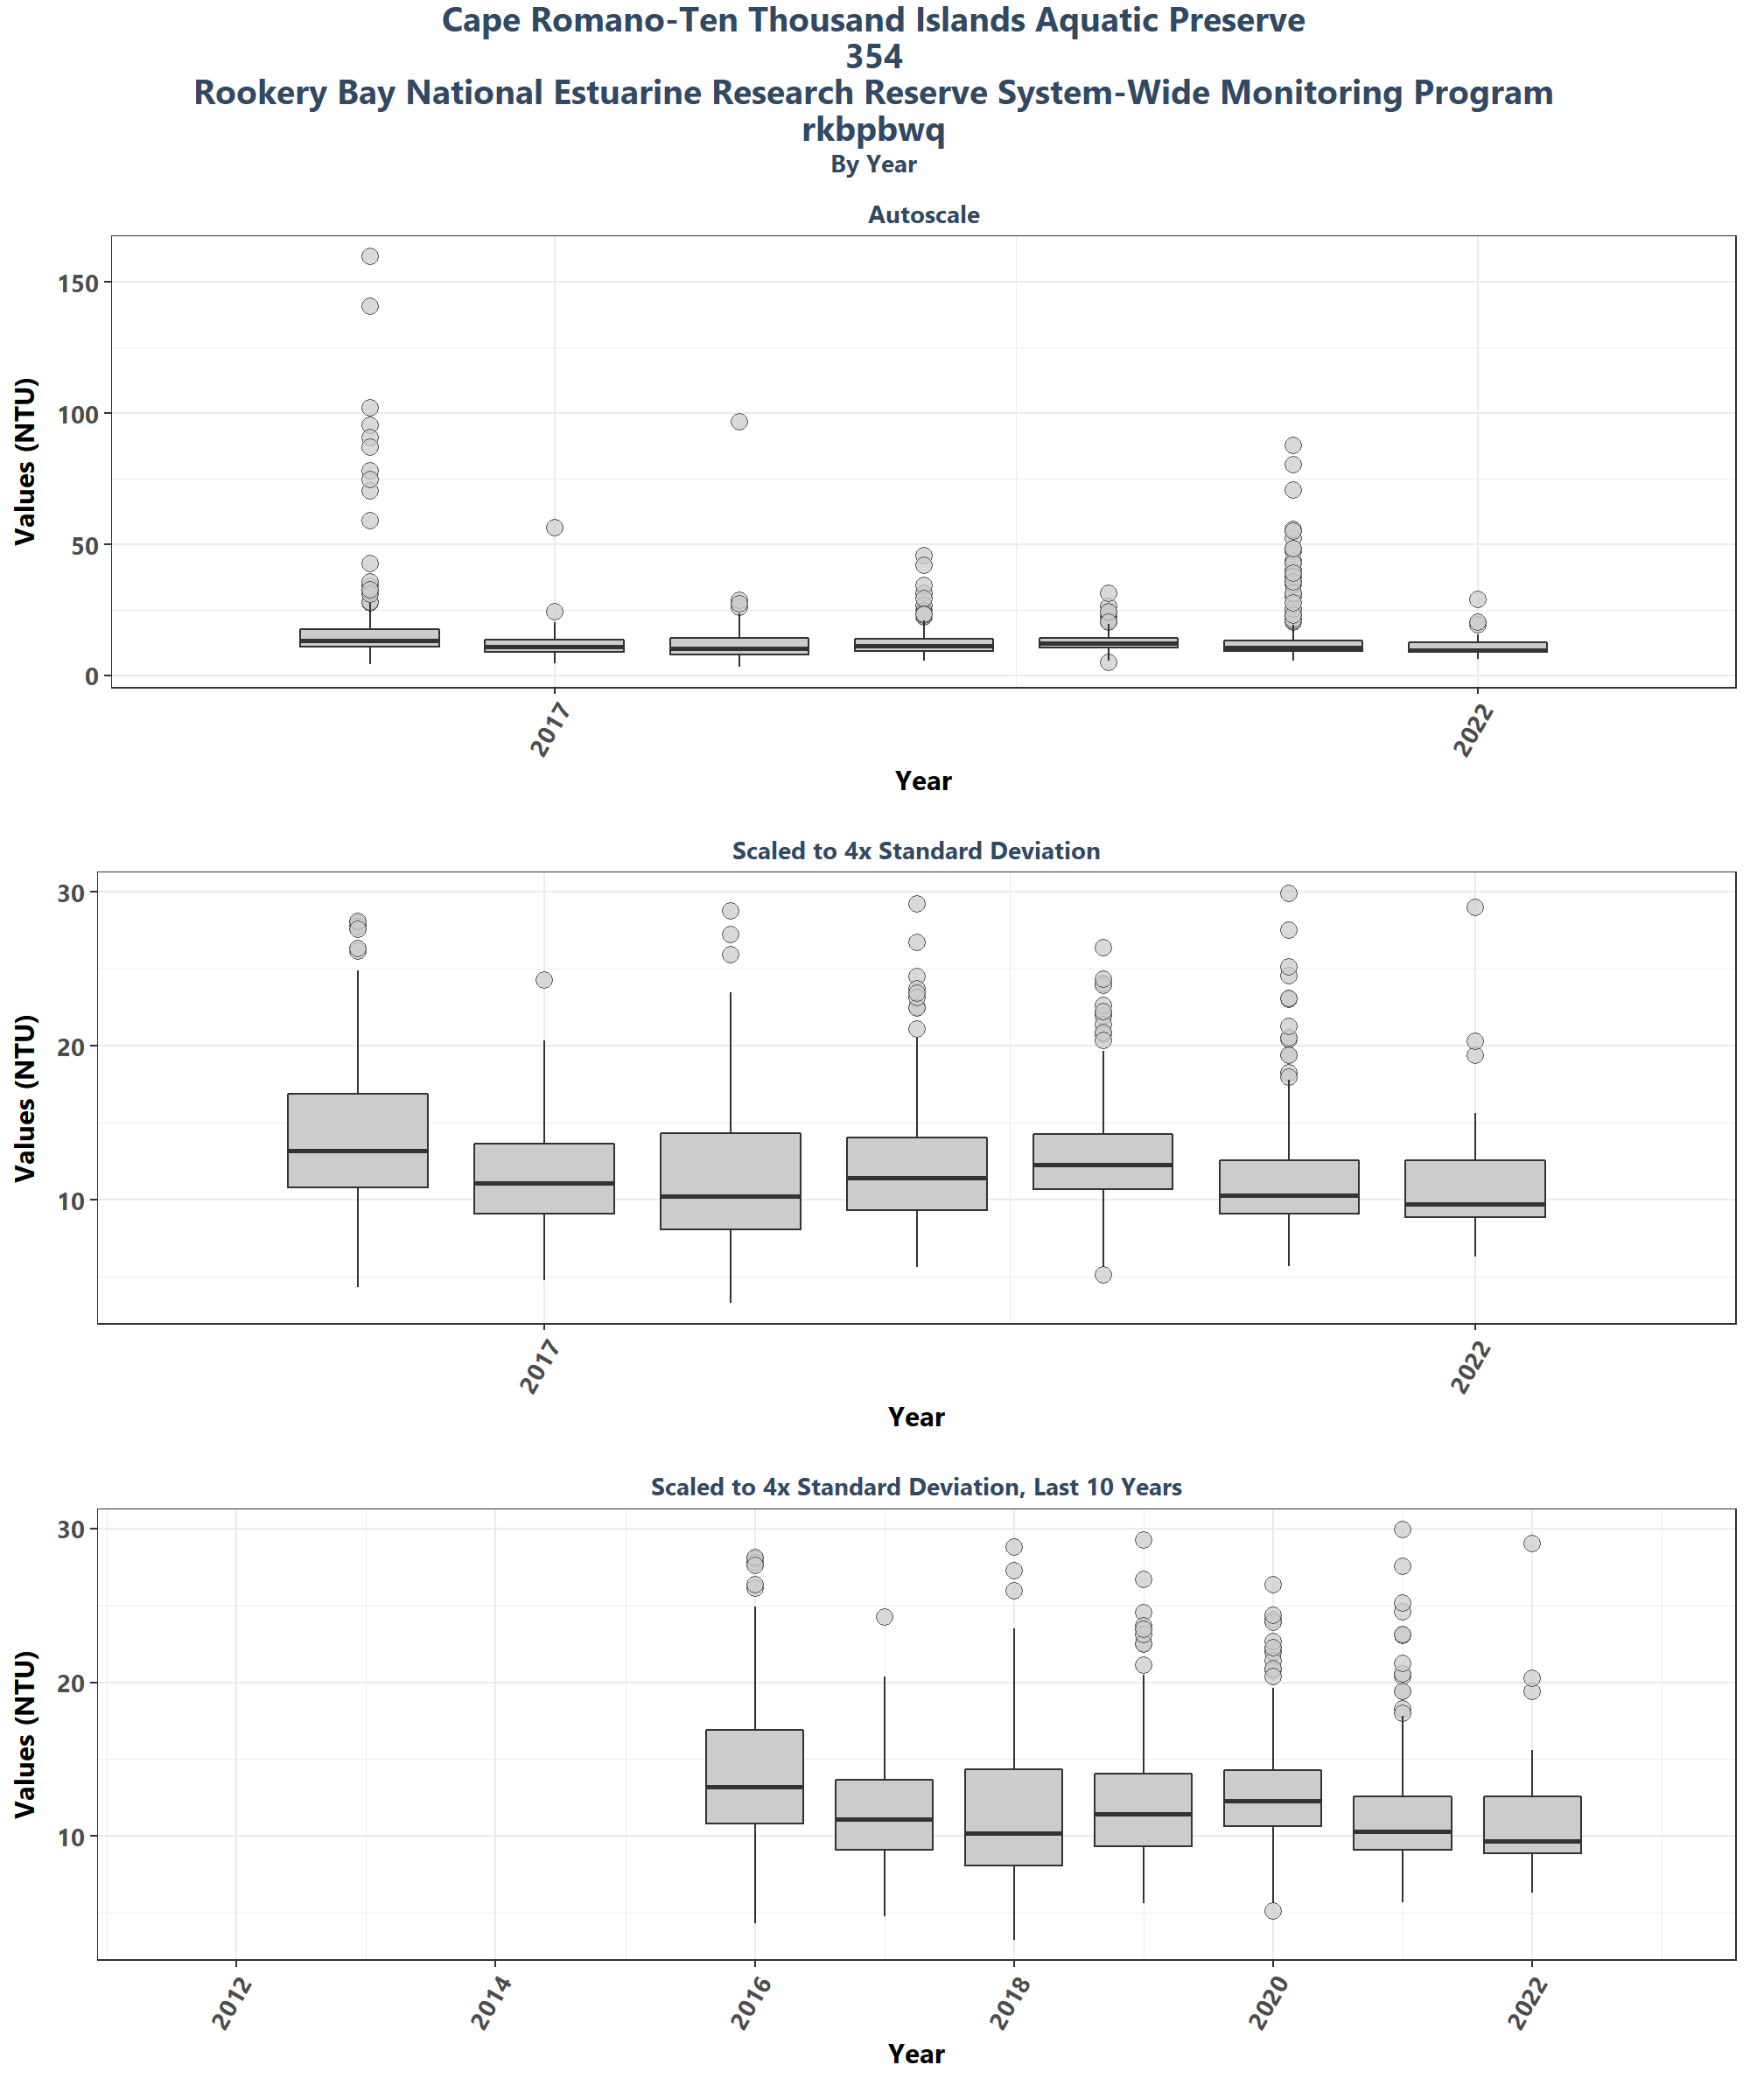 Cape Romano-Ten Thousand Islands Aquatic Preserve
354
Rookery Bay National Estuarine Research Reserve System-Wide Monitoring Program
rkbpbwq
By Year
Autoscale
Values (NTU)
150
100
50
0
2017
2022
Year
Scaled to 4x Standard Deviation
Values (NTU)
30
20
10
2017
2022
Year
Scaled to 4x Standard Deviation, Last 10 Years
Values (NTU)
30
20
10
2012
2014
2016
2018
2020
2022
Year